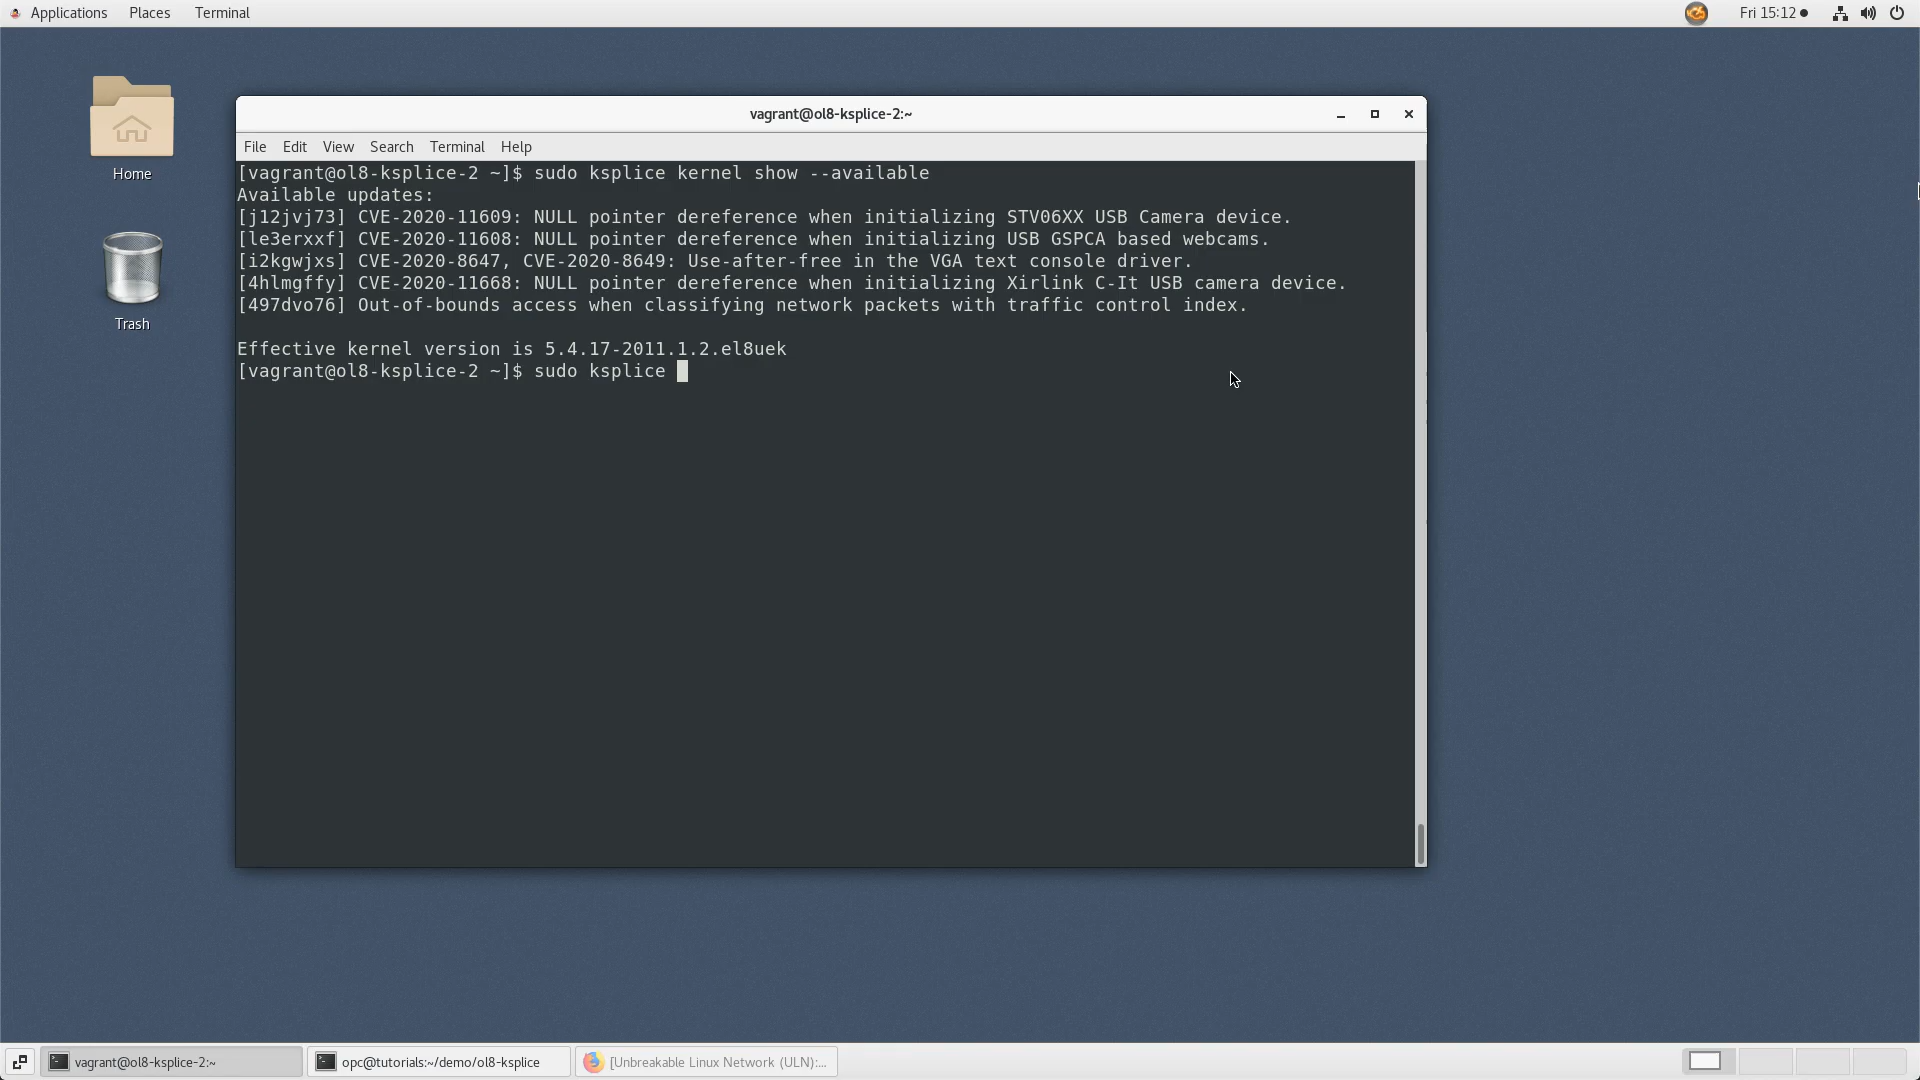 Applications Places Terminal Fri 15:12
Home
Trash
vagrant@ol8-ksplice-2:~
File Edit View Search Terminal Help
[vagrant@ol8-ksplice-2 ~]$ sudo ksplice kernel show --available
Available updates:
[j12jvj73] CVE-2020-11609: NULL pointer dereference when initializing STV06XX USB Camera device.
[le3erxxf] CVE-2020-11608: NULL pointer dereference when initializing USB GSPCA based webcams.
[i2kgwjxs] CVE-2020-8647, CVE-2020-8649: Use-after-free in the VGA text console driver.
[4hlmgffy] CVE-2020-11668: NULL pointer dereference when initializing Xirlink C-It USB camera device.
[497dvo76] Out-of-bounds access when classifying network packets with traffic control index.
Effective kernel version is 5.4.17-2011.1.2.el8uek
[vagrant@ol8-ksplice-2 ~]$ sudo ksplice
vagrant@ol8-ksplice-2:~ opc@tutorials:~/demo/ol8-ksplice [Unbreakable Linux Network (ULN):...